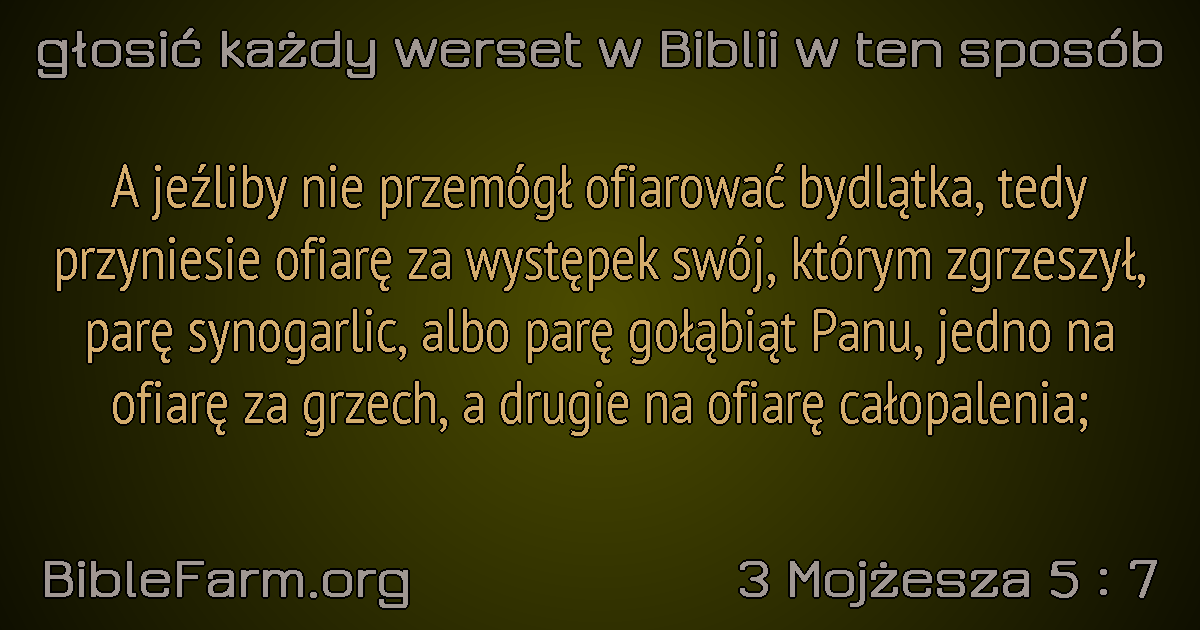 głosić każdy werset w Biblii w ten sposób
A jeźliby nie przemógł ofiarować bydlątka, tedy
przyniesie ofiarę za występek swój, którym zgrzeszył,
parę synogarlic, albo parę gołąbiąt Panu, jedno na
ofiarę za grzech, a drugie na ofiarę całopalenia;
BibleFarm.org
3 Mojżesza 5 : 7